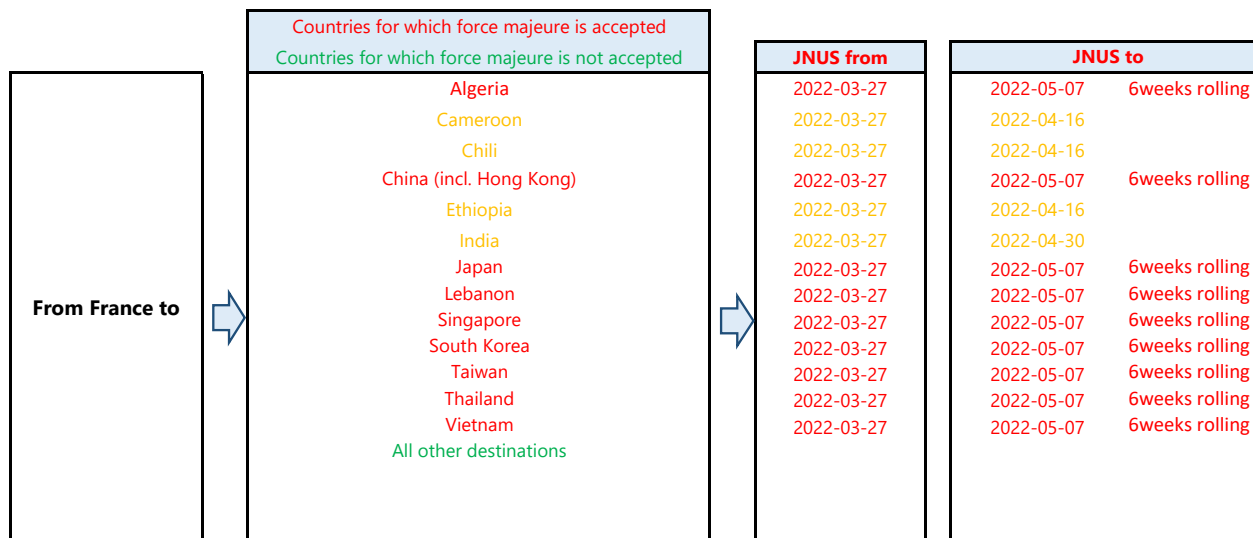 Countries for which force majeure is accepted
Countries for which force majeure is not accepted
JNUS from
JNUS to
From France to
Algeria 2022-03-27 2022-05-07 6weeks rolling
Cameroon 2022-03-27 2022-04-16
Chili 2022-03-27 2022-04-16
China (incl. Hong Kong) 2022-03-27 2022-05-07 6weeks rolling
Ethiopia 2022-03-27 2022-04-16
India 2022-03-27 2022-04-30
Japan 2022-03-27 2022-05-07 6weeks rolling
Lebanon 2022-03-27 2022-05-07 6weeks rolling
Singapore 2022-03-27 2022-05-07 6weeks rolling
South Korea 2022-03-27 2022-05-07 6weeks rolling
Taiwan 2022-03-27 2022-05-07 6weeks rolling
Thailand 2022-03-27 2022-05-07 6weeks rolling
Vietnam 2022-03-27 2022-05-07 6weeks rolling
All other destinations